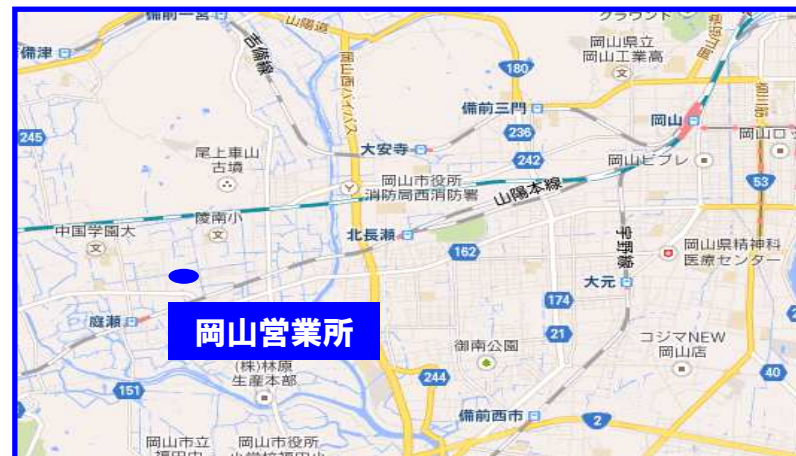 備前一宮
山陽道
グラウンド
備津
吉備線
岡山西バイパス
岡山県立
岡山工業高
180
備前三門
岡山
245
236
大安寺
242
岡山ビブレ
岡山ロッ
尾上車山
古墳
岡山市役所
消防局西消防署
山陽本線
53
陵南小
中国学園大
北長瀬
162
宇野線
岡山県精神科
医療センター
大元
174
庭瀬
岡山営業所
21
コジマNEW
岡山店
御南公園
(株)林原
生産本部
151
244
40
備前西市
2
岡山市立
岡山市役所